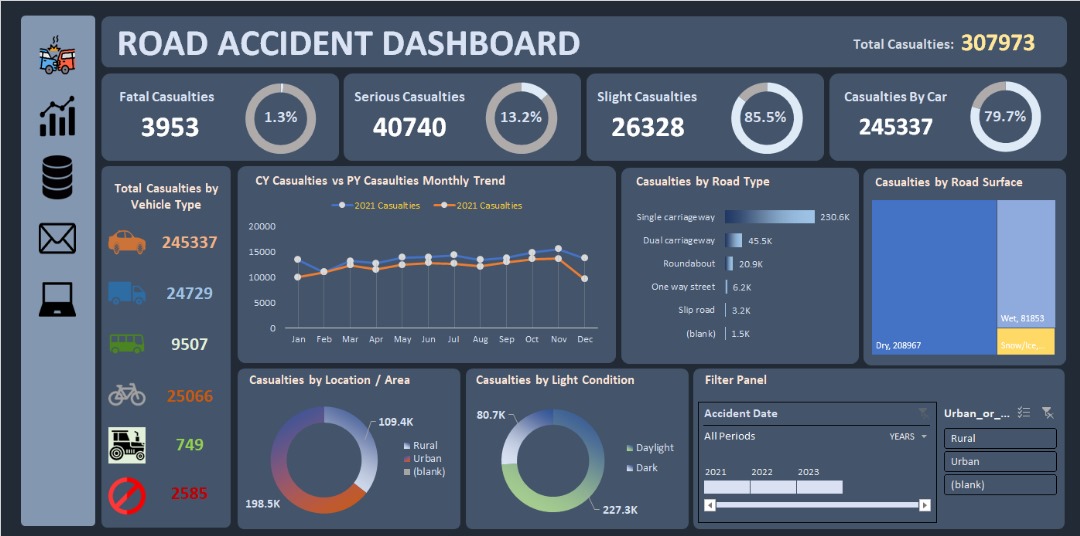 ROAD ACCIDENT DASHBOARD
Total Casualties: 307973
Fatal Casualties
3953
1.3%
Serious Casualties
40740
13.2%
Slight Casualties
26328
85.5%
Casualties By Car
245337
79.7%
Total Casualties by
Vehicle Type
245337
24729
9507
25066
749
2585
CY Casualties vs PY Casaulties Monthly Trend
2021 Casualties
2021 Casualties
20000
15000
10000
5000
0
Jan Feb Mar Apr May Jun Jul Aug Sep Oct Nov Dec
Casualties by Road Type
Single carriageway 230.6K
Dual carriageway 45.5K
Roundabout 20.9K
One way street 6.2K
Slip road 3.2K
(blank) 1.5K
Casualties by Road Surface
Wet, 81853
Dry, 208967
Snow/Ice,...
Casualties by Location / Area
109.4K
Rural
Urban
(blank)
198.5K
Casualties by Light Condition
80.7K
Daylight
Dark
227.3K
Filter Panel
Accident Date
All Periods
YEARS
2021 2022 2023
Urban_or_...
Rural
Urban
(blank)